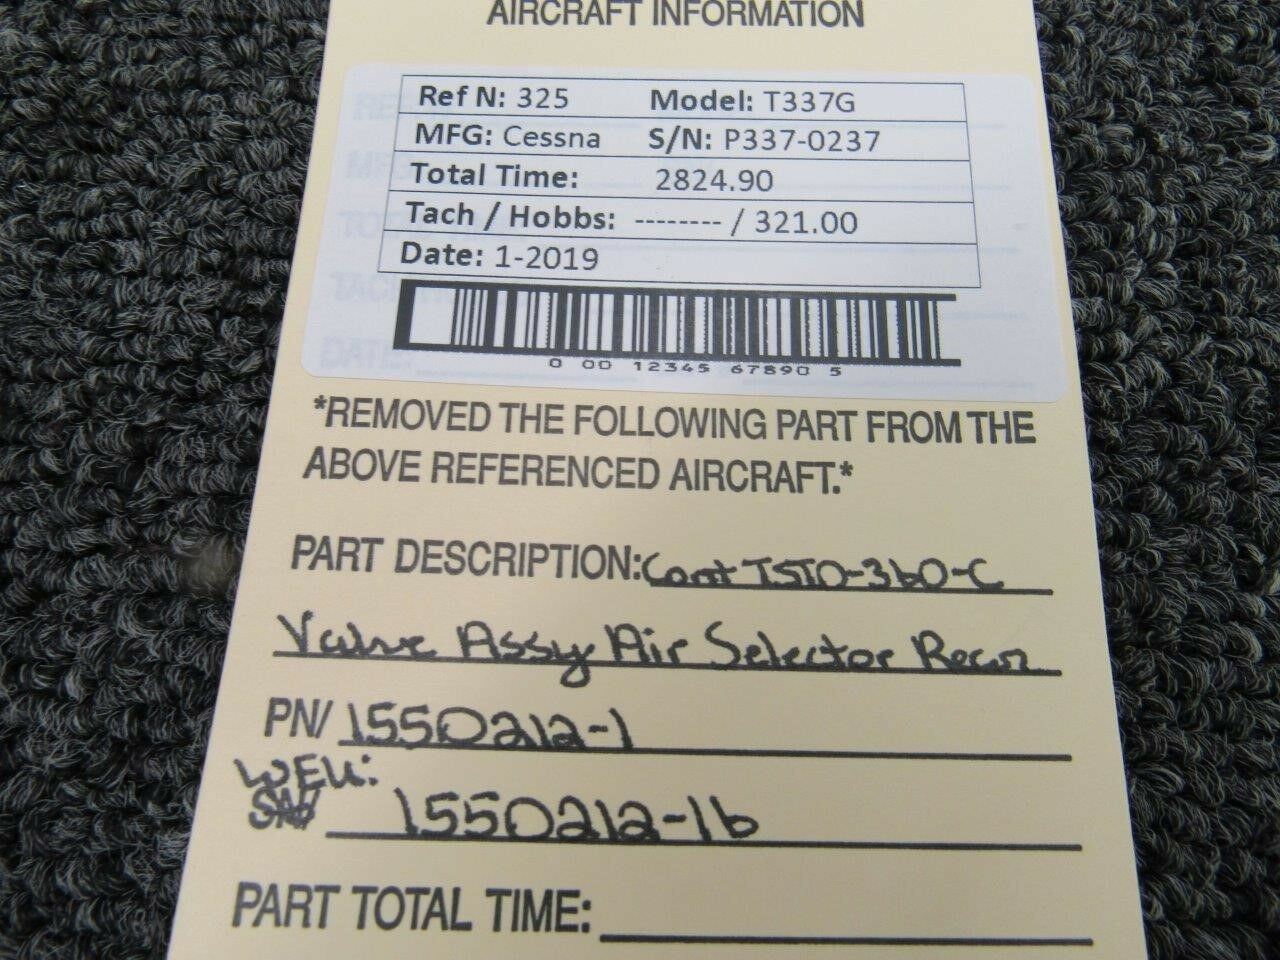 AIRCRAFT INFORMATION
Ref N: 325 Model: T337G
MFG: Cessna S/N: P337-0237
Total Time: 2824.90
Tach / Hobbs: -------- / 321.00
Date: 1-2019
0 00 12345 67890 5
*REMOVED THE FOLLOWING PART FROM THE
ABOVE REFERENCED AIRCRAFT.*
PART DESCRIPTION: Cont TSIO-360-C
Valve Assy Air Selector Recon
PN/ 1550212-1
1550212-16
PART TOTAL TIME: